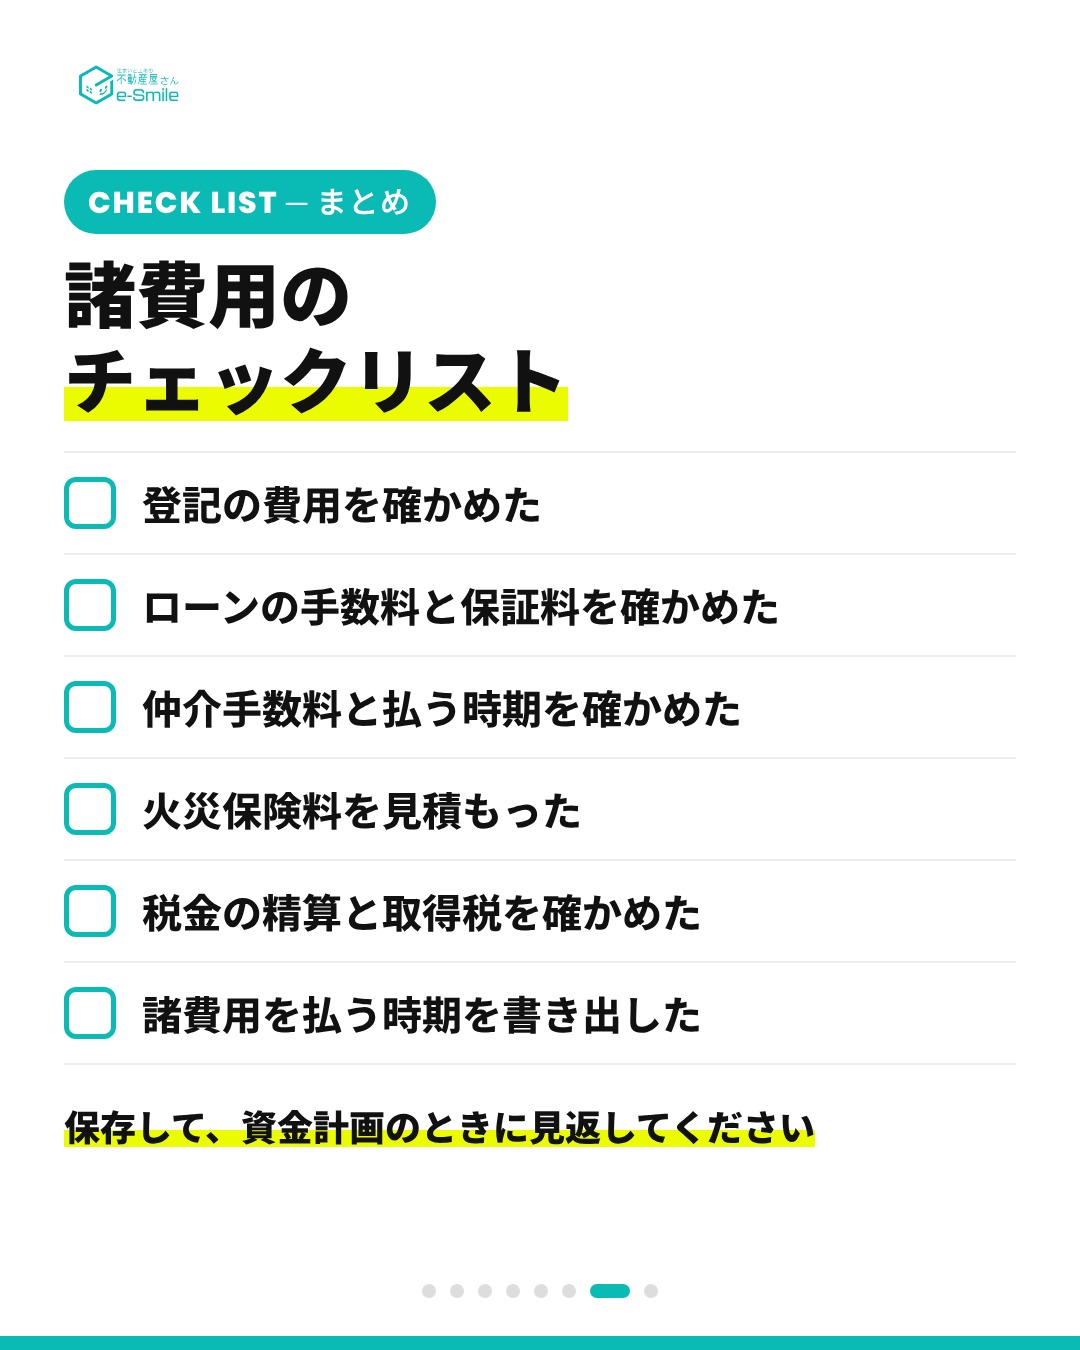 不動産屋さん
e-Smile
CHECK LIST — まとめ
諸費用の
チェックリスト
登記の費用を確かめた
ローンの手数料と保証料を確かめた
仲介手数料と払う時期を確かめた
火災保険料を見積もった
税金の精算と取得税を確かめた
諸費用を払う時期を書き出した
保存して、資金計画のときに見返してください